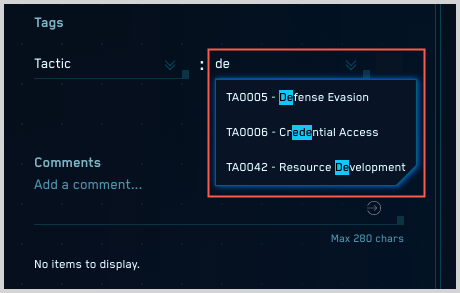 Tags
Tactic : de
TA0005 - Defense Evasion
TA0006 - Credential Access
TA0042 - Resource Development
Comments
Add a comment...
Max 280 chars
No items to display.